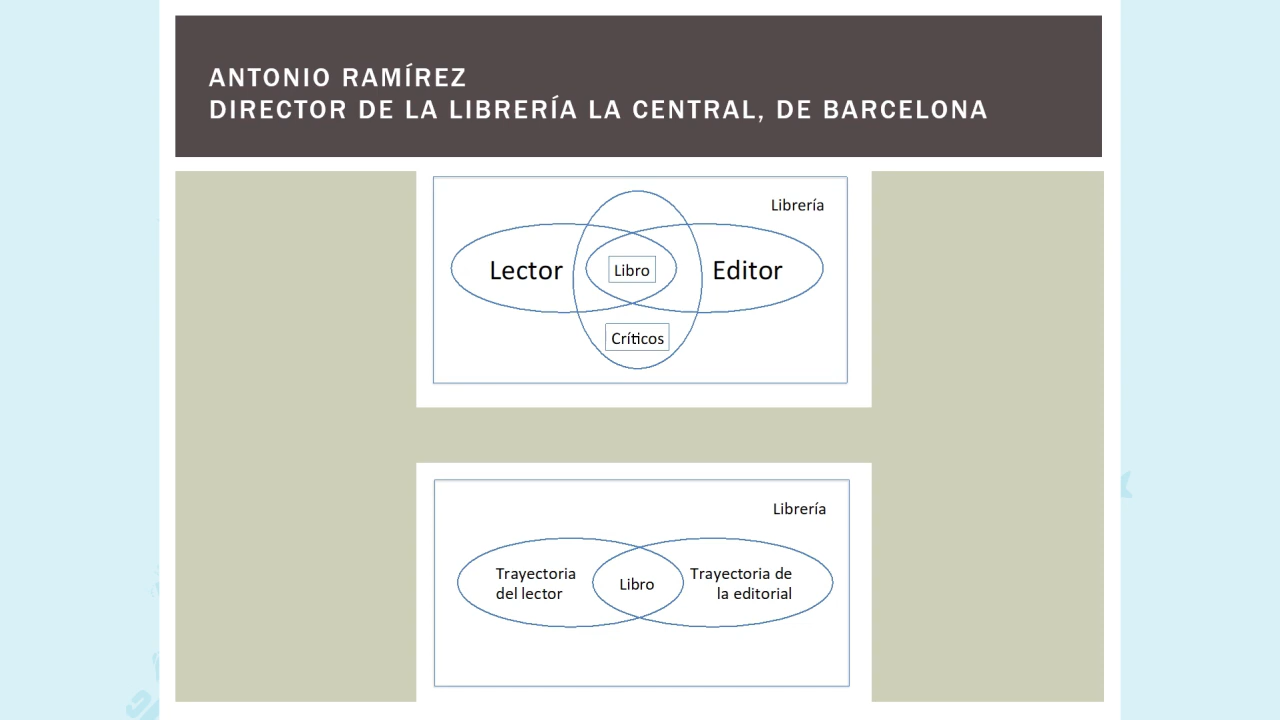 ANTONIO RAMÍREZ
DIRECTOR DE LA LIBRERÍA LA CENTRAL, DE BARCELONA
Librería
Lector
Libro
Editor
Críticos
Librería
Trayectoria
del lector
Libro
Trayectoria de
la editorial